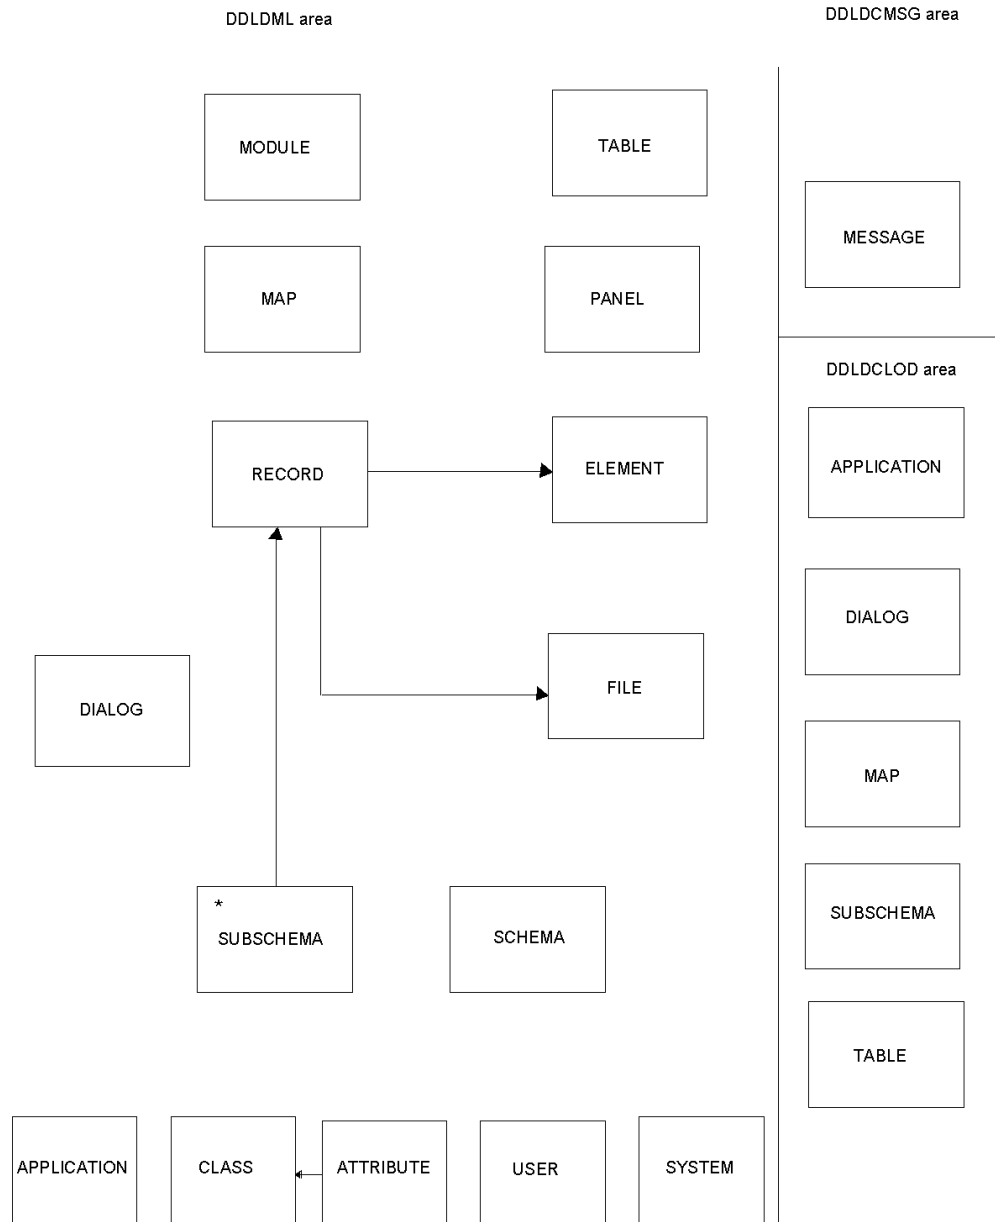 DDLDML area
DDLDCMSG area
MODULE
TABLE
MESSAGE
MAP
PANEL
DDLDCLOD area
RECORD
ELEMENT
APPLICATION
DIALOG
FILE
DIALOG
MAP
*
SUBSCHEMA
SCHEMA
SUBSCHEMA
TABLE
APPLICATION
CLASS
ATTRIBUTE
USER
SYSTEM